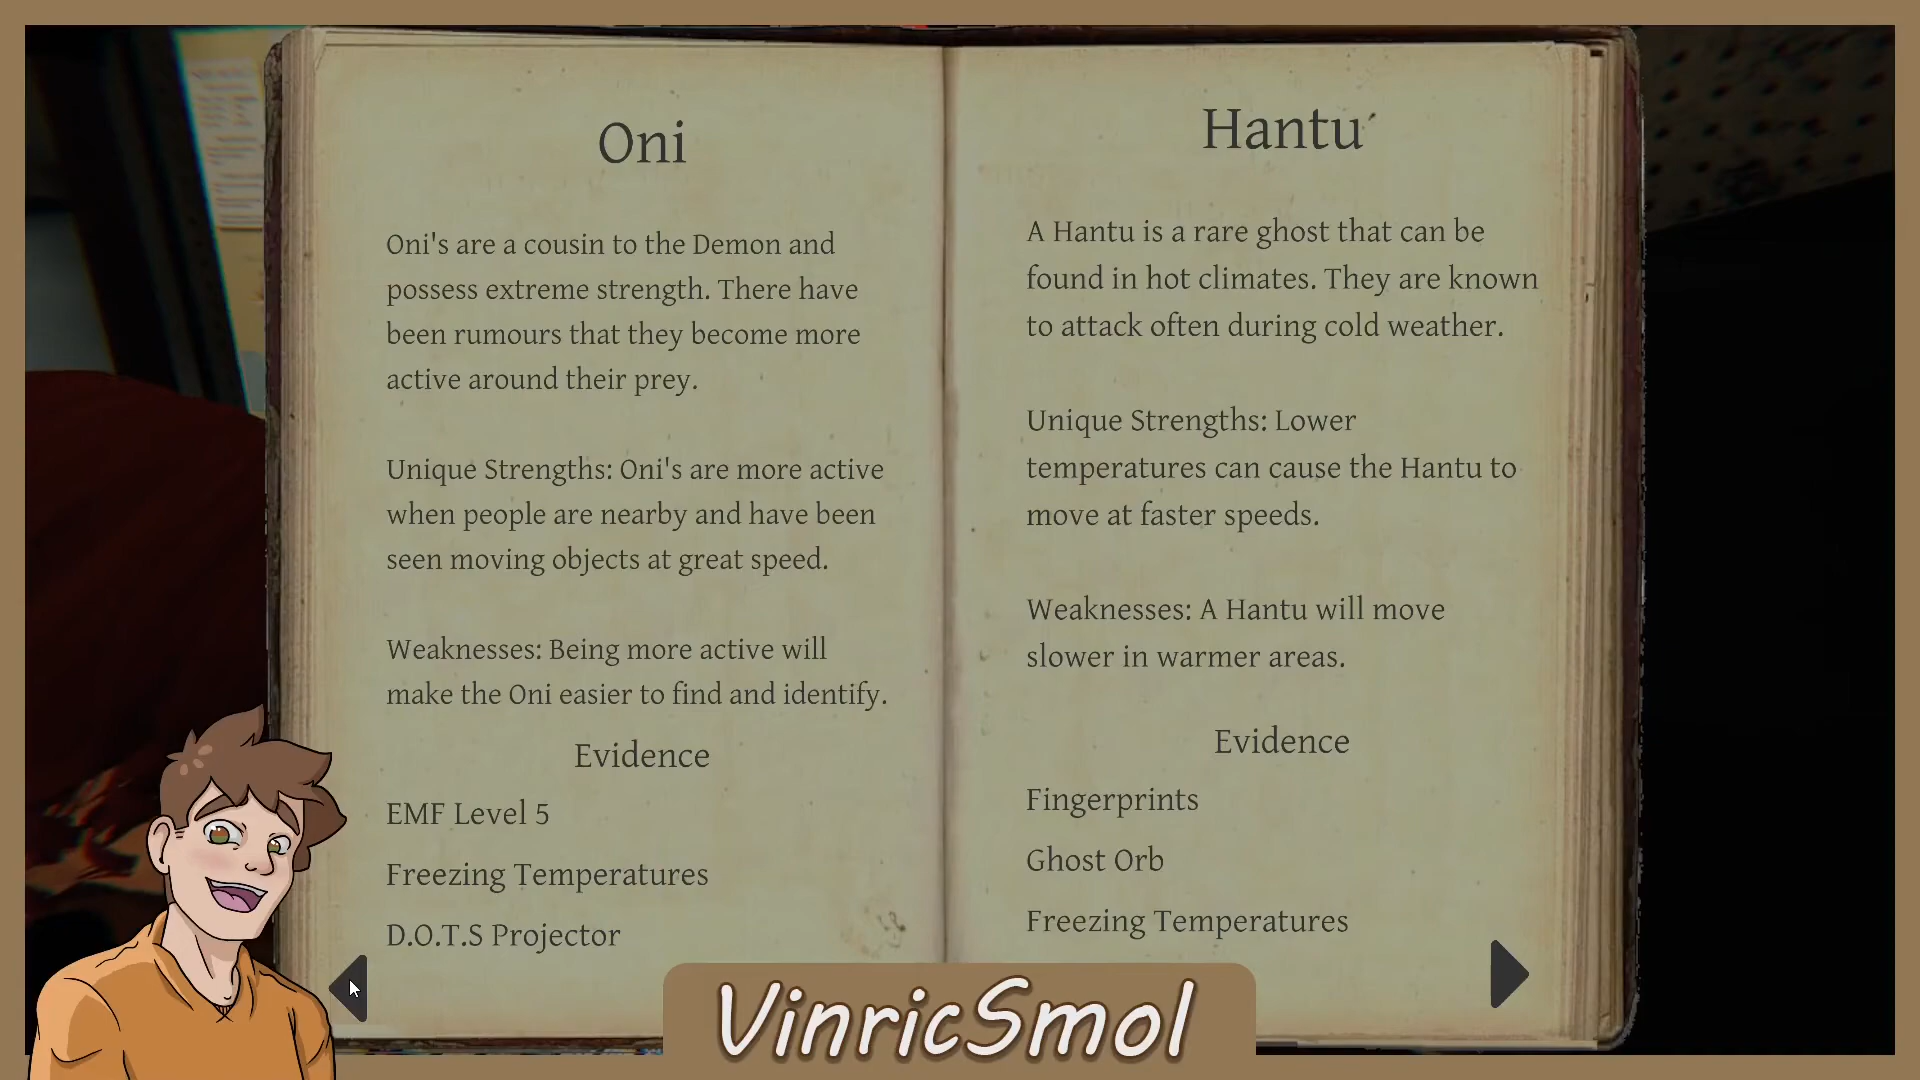 Oni
Oni's are a cousin to the Demon and
possess extreme strength. There have
been rumours that they become more
active around their prey.
Unique Strengths: Oni's are more active
when people are nearby and have been
seen moving objects at great speed.
Weaknesses: Being more active will
make the Oni easier to find and identify.
Evidence
EMF Level 5
Freezing Temperatures
D.O.T.S Projector
Hantu
A Hantu is a rare ghost that can be
found in hot climates. They are known
to attack often during cold weather.
Unique Strengths: Lower
temperatures can cause the Hantu to
move at faster speeds.
Weaknesses: A Hantu will move
slower in warmer areas.
Evidence
Fingerprints
Ghost Orb
Freezing Temperatures
VinricSmol